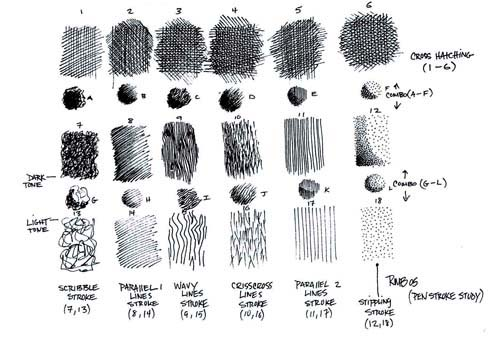 1 2 3 4 5 6
CROSS HATCHING
(1-6)
A B C D E F
COMBO (A-F)
7 8 9 10 11 12
DARK
TONE
G H I J K L
COMBO (G-L)
13 14 15 16 17 18
LIGHT
TONE
SCRIBBLE
STROKE
(7,13)
PARALLEL 1
LINES
STROKE
(8,14)
WAVY
LINES
STROKE
(9,15)
CRISSCROSS
LINES
STROKE
(10,16)
PARALLEL 2
LINES
STROKE
(11,17)
STIPPLING
STROKE
(12,18)
(PEN STROKE STUDY)